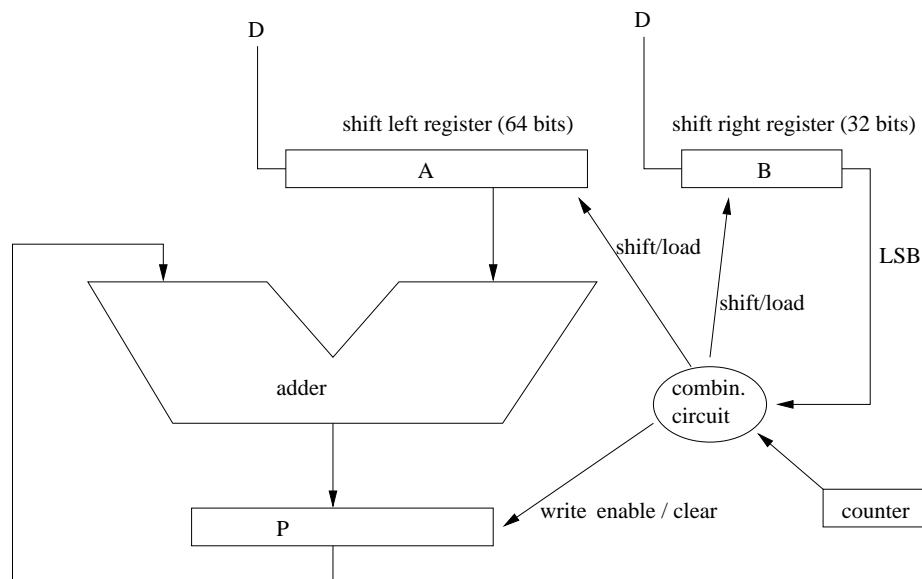 D
D
shift left register (64 bits)
shift right register (32 bits)
A
B
shift/load
LSB
shift/load
adder
combin.
circuit
P
write enable / clear
counter